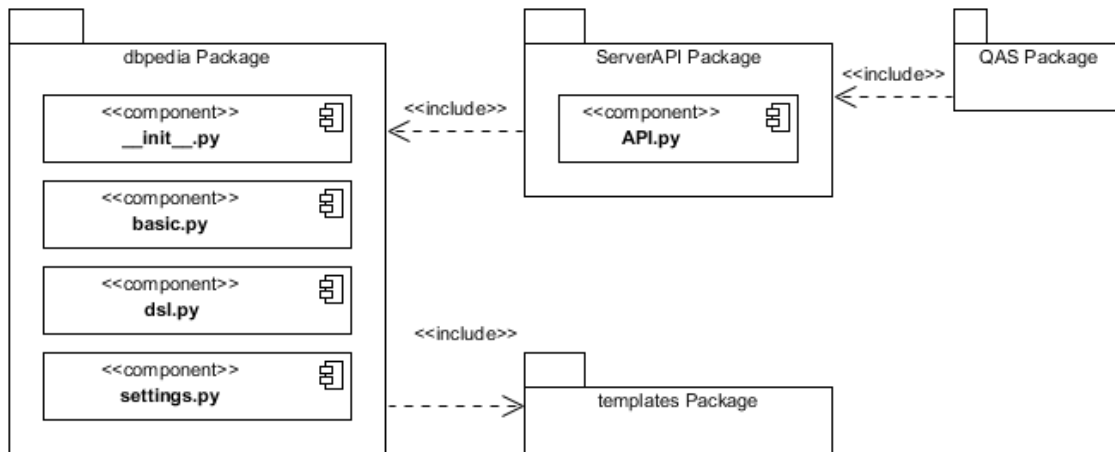 dbpedia Package
<<component>>
__init__.py
<<component>>
basic.py
<<component>>
dsl.py
<<component>>
settings.py
<<include>>
<<include>>
ServerAPI Package
<<component>>
API.py
<<include>>
QAS Package
templates Package